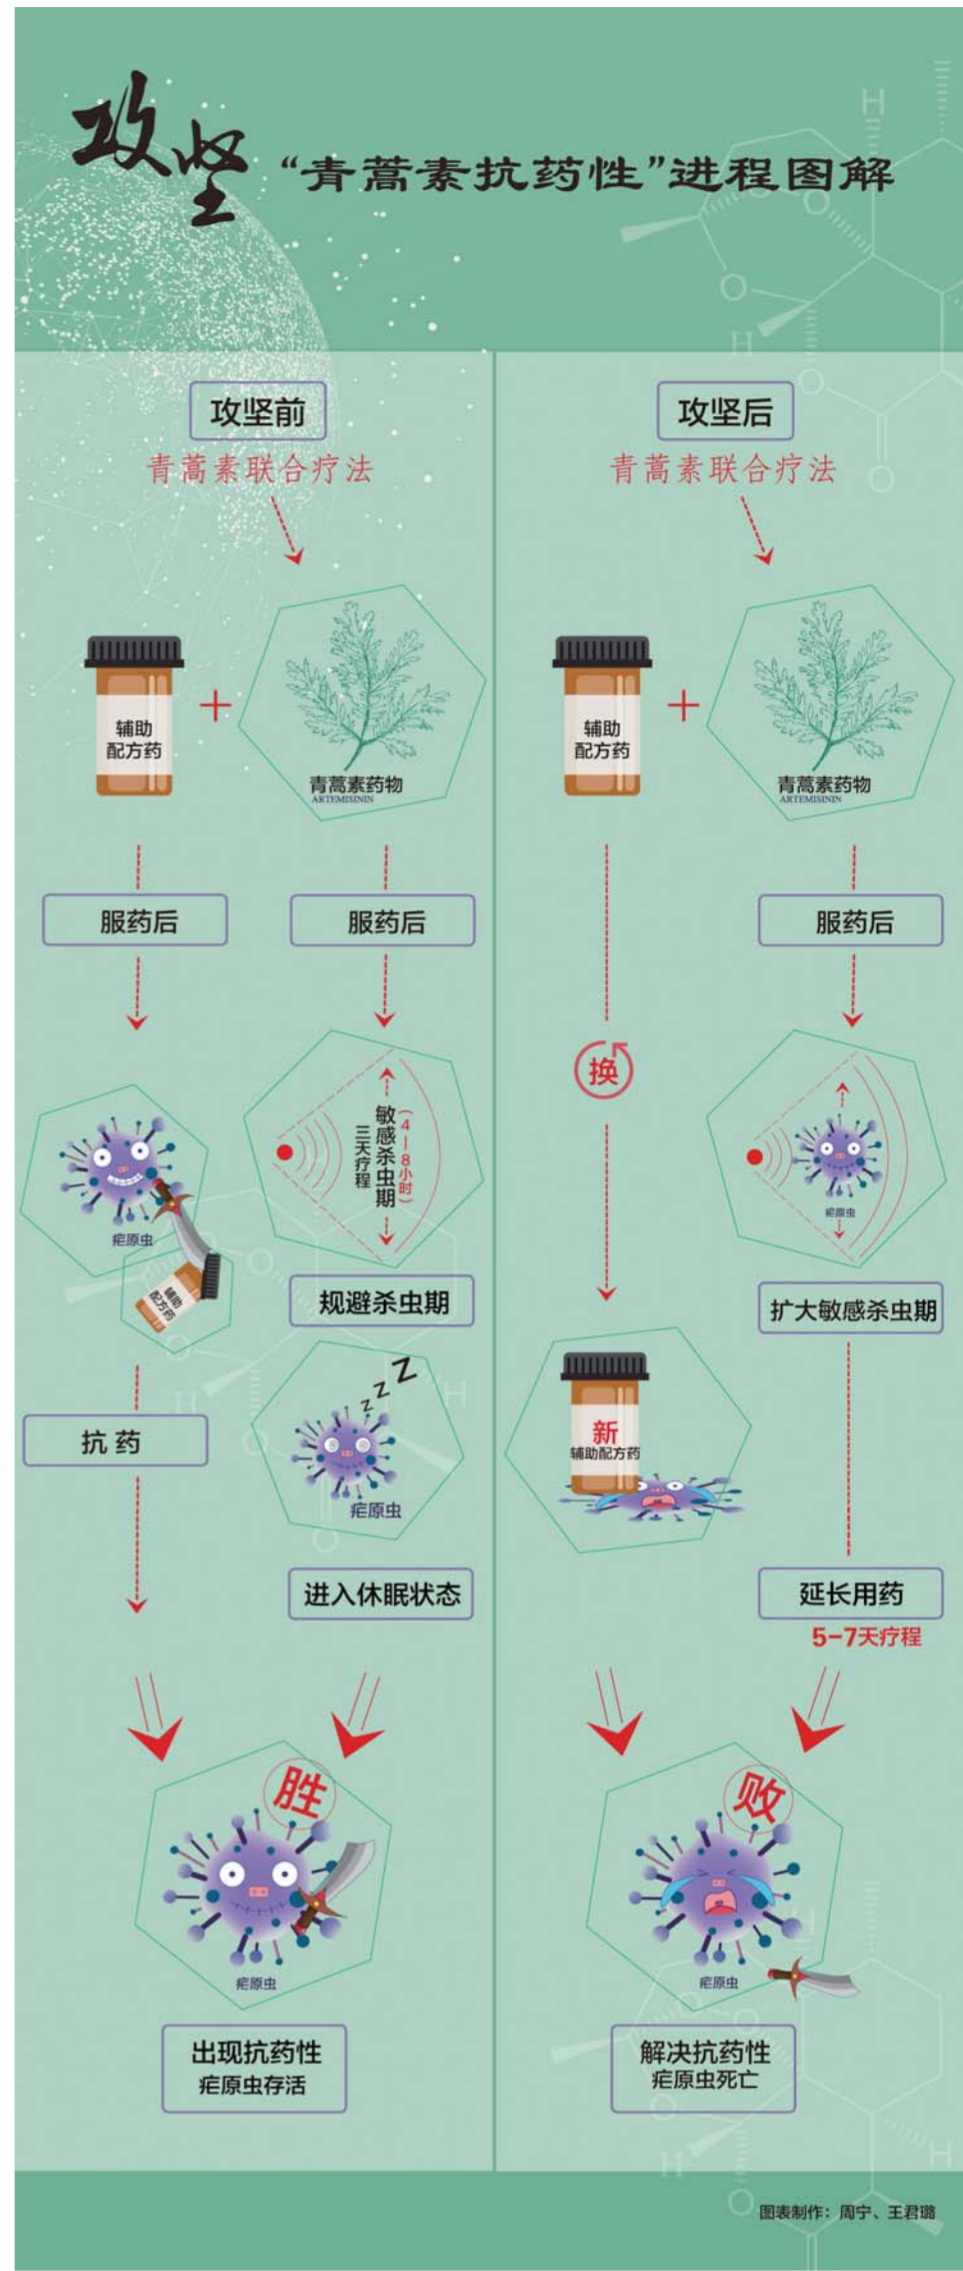 攻坚
“青蒿素抗药性”进程图解
攻坚前
青蒿素联合疗法
辅助
配方药
+
青蒿素药物
ARTEMISININ
服药后
服药后
疟原虫
辅助
配方药
敏感杀虫期
(4—8小时)
三天疗程
规避杀虫期
抗药
z z Z
疟原虫
进入休眠状态
胜
疟原虫
出现抗药性
疟原虫存活
攻坚后
青蒿素联合疗法
辅助
配方药
+
青蒿素药物
ARTEMISININ
服药后
换
疟原虫
扩大敏感杀虫期
新
辅助配方药
延长用药
5-7天疗程
败
疟原虫
解决抗药性
疟原虫死亡
图表制作：周宁、王君璐